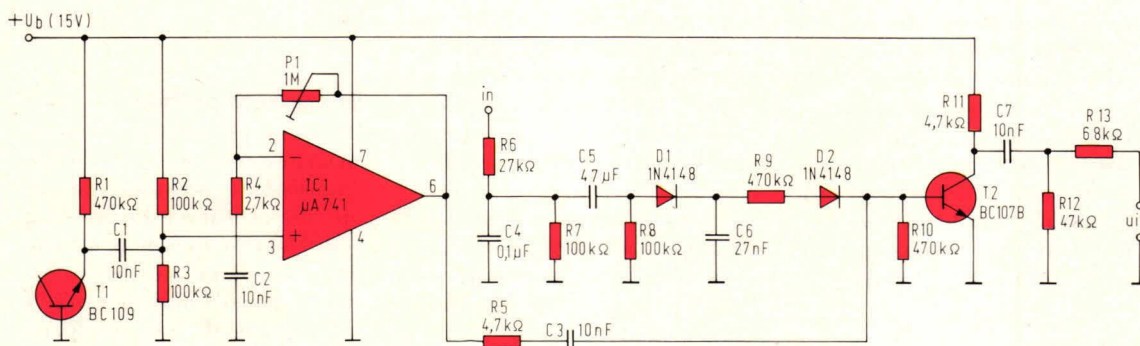 +Ub (15V)
P1
1M
R1
470kΩ
R2
100kΩ
R3
100kΩ
R4
2,7kΩ
C1
10nF
C2
10nF
T1
BC109
2
−
3
+
IC1
µA741
7
6
4
in
R6
27kΩ
C4
0,1µF
R7
100kΩ
C5
4,7µF
R8
100kΩ
D1
1N4148
C6
27nF
R9
470kΩ
D2
1N4148
R5
4,7kΩ
C3
10nF
R10
470kΩ
R11
4,7kΩ
T2
BC107B
C7
10nF
R12
47kΩ
R13
68kΩ